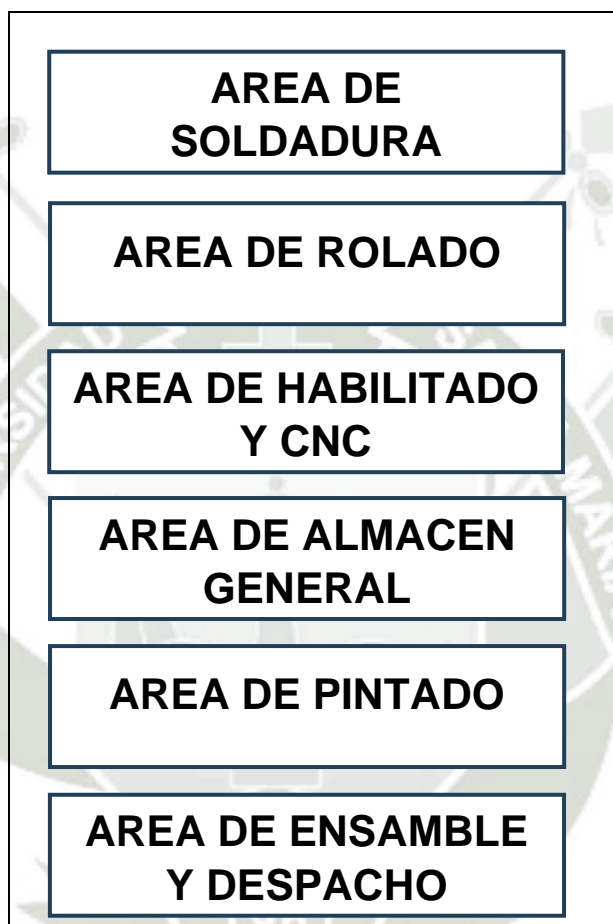 AREA DE
SOLDADURA
AREA DE ROLADO
AREA DE HABILITADO
Y CNC
AREA DE ALMACEN
GENERAL
AREA DE PINTADO
AREA DE ENSAMBLE
Y DESPACHO